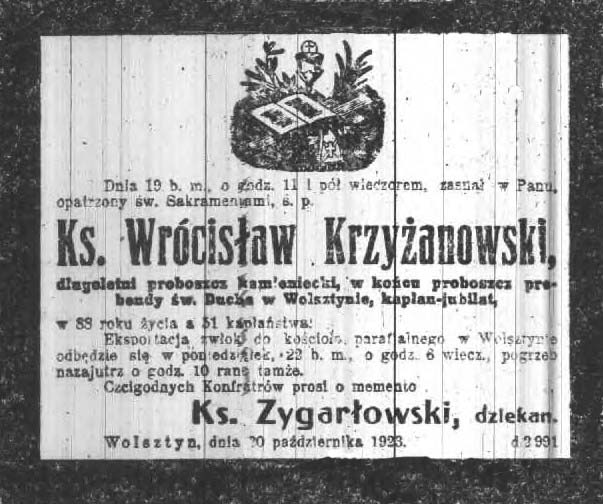 Dnia 19 b. m., o godz. 11 i pół wieczorem, zasnął w Panu,
opatrzony św. Sakramentami, ś. p.
Ks. Wrócisław Krzyżanowski,
długoletni proboszcz kamieniecki, w końcu proboszcz pre-
bendy św. Ducha w Wolsztynie, kapłan-jubilat,
w 88 roku życia a 51 kapłaństwa.
Eksportacja zwłok do kościoła parafialnego w Wolsztynie
odbędzie się w poniedziałek, 22 b. m., o godz. 6 wiecz., pogrzeb
nazajutrz o godz. 10 rano tamże.
Czcigodnych Konfratrów prosi o memento
Ks. Zygarłowski, dziekan.
Wolsztyn, dnia 20 października 1923. d 2991